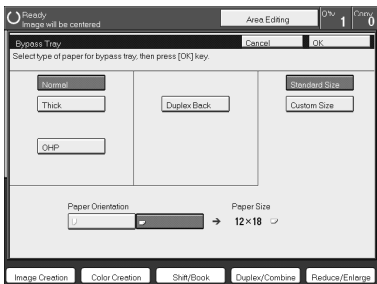 Ready
Image will be centered
Area Editing
Qty
1
Copy
0
Bypass Tray
Cancel
OK
Select type of paper for bypass tray, then press [OK] key.
Normal
Standard Size
Thick
Duplex Back
Custom Size
OHP
Paper Orientation
Paper Size
→ 12×18
Image Creation
Color Creation
Shift/Book
Duplex/Combine
Reduce/Enlarge